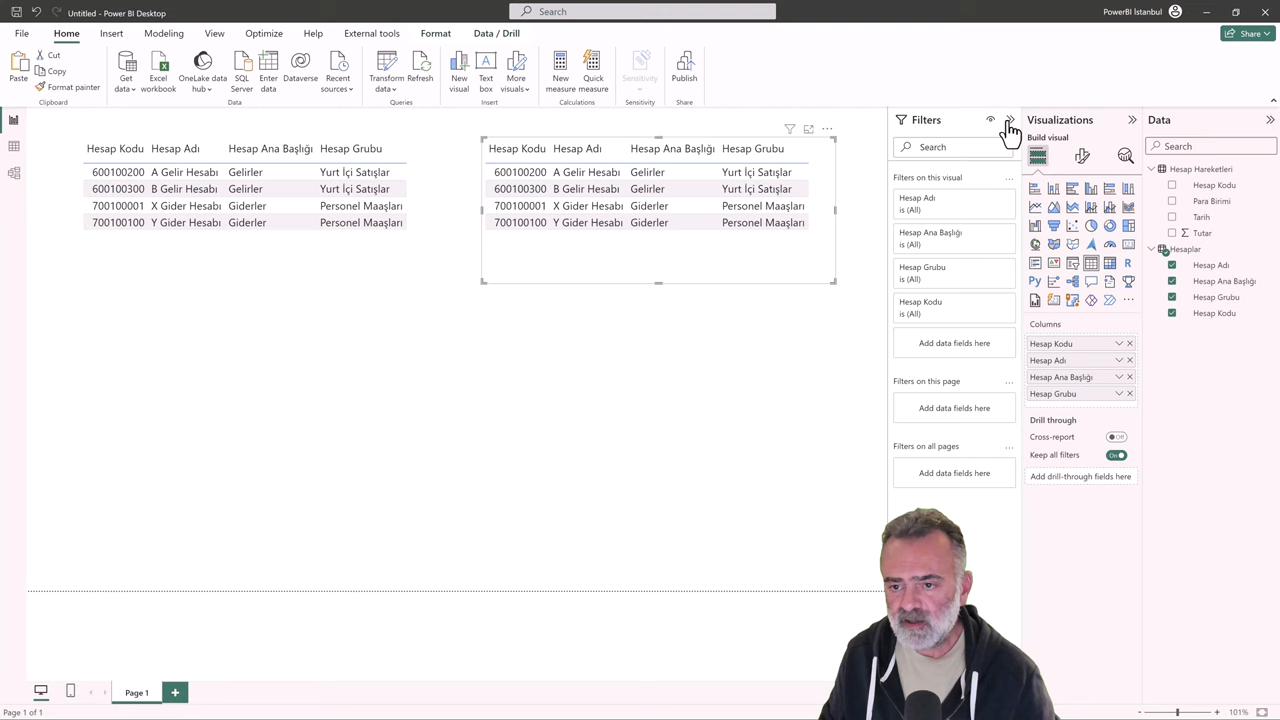 Untitled - Power BI Desktop
Search
PowerBI Istanbul
File Home Insert Modeling View Optimize Help External tools Format Data / Drill
Share
Paste
Cut
Copy
Format painter
Clipboard
Get data
Excel workbook
OneLake data hub
SQL Server
Enter data
Dataverse
Recent sources
Data
Transform data
Refresh
Queries
New visual
Text box
More visuals
Insert
New measure
Quick measure
Calculations
Sensitivity
Sensitivity
Publish
Share
Hesap Kodu Hesap Adı Hesap Ana Başlığı Hesap Grubu
600100200 A Gelir Hesabı Gelirler Yurt İçi Satışlar
600100300 B Gelir Hesabı Gelirler Yurt İçi Satışlar
700100001 X Gider Hesabı Giderler Personel Maaşları
700100100 Y Gider Hesabı Giderler Personel Maaşları
Hesap Kodu Hesap Adı Hesap Ana Başlığı Hesap Grubu
600100200 A Gelir Hesabı Gelirler Yurt İçi Satışlar
600100300 B Gelir Hesabı Gelirler Yurt İçi Satışlar
700100001 X Gider Hesabı Giderler Personel Maaşları
700100100 Y Gider Hesabı Giderler Personel Maaşları
Filters
Search
Filters on this visual
Hesap Adı
is (All)
Hesap Ana Başlığı
is (All)
Hesap Grubu
is (All)
Hesap Kodu
is (All)
Add data fields here
Filters on this page
Add data fields here
Filters on all pages
Add data fields here
Visualizations
Build visual
Columns
Hesap Kodu
Hesap Adı
Hesap Ana Başlığı
Hesap Grubu
Drill through
Cross-report Off
Keep all filters On
Add drill-through fields here
Data
Search
Hesap Hareketleri
Hesap Kodu
Para Birimi
Tarih
Tutar
Hesaplar
Hesap Adı
Hesap Ana Başlığı
Hesap Grubu
Hesap Kodu
Page 1
Page 1 of 1
101%